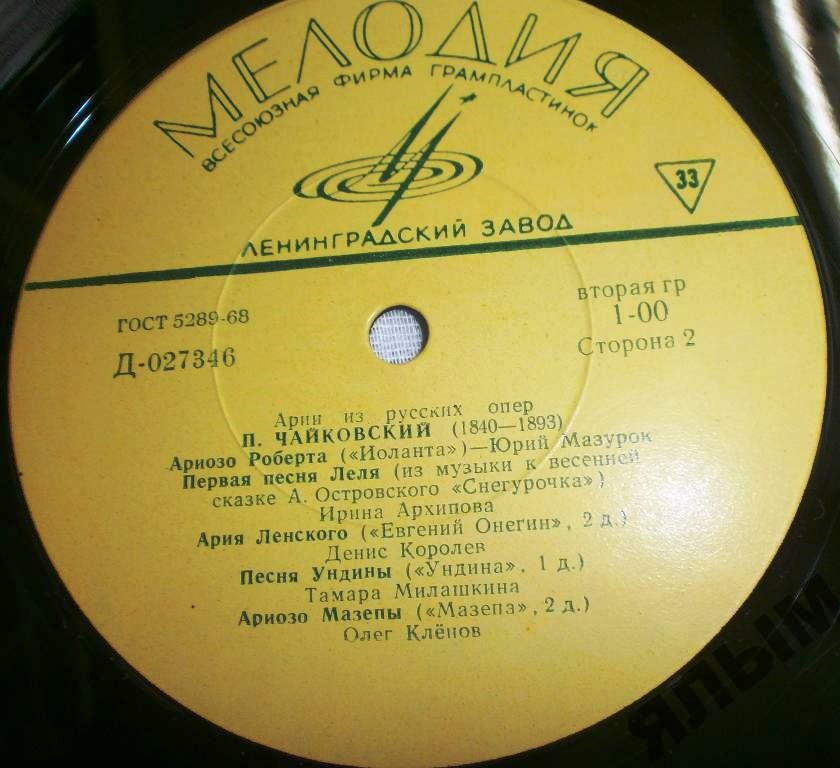 МЕЛОДИЯ
ВСЕСОЮЗНАЯ ФИРМА ГРАМПЛАСТИНОК
33
ЛЕНИНГРАДСКИЙ ЗАВОД
ГОСТ 5289-68
Д-027346
вторая гр
1-00
Сторона 2
Арии из русских опер
П. ЧАЙКОВСКИЙ (1840—1893)
Ариозо Роберта («Иоланта»)—Юрий Мазурок
Первая песня Леля (из музыки к весенней
сказке А. Островского «Снегурочка»)
Ирина Архипова
Ария Ленского («Евгений Онегин», 2 д.)
Денис Королев
Песня Ундины («Ундина», 1 д.)
Тамара Милашкина
Ариозо Мазепы («Мазепа», 2 д.)
Олег Клёнов
ЯЛЫМ